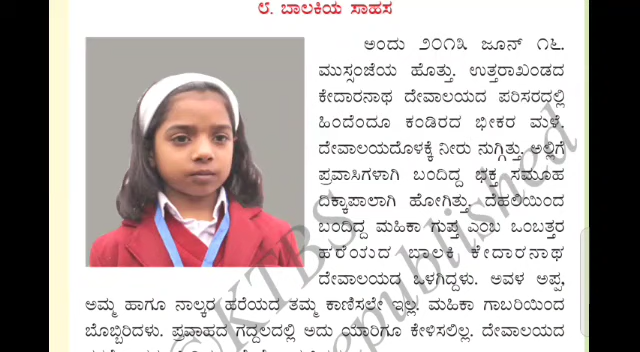 ೮. ಬಾಲಕಿಯ ಸಾಹಸ
ಅಂದು ೨೦೧೩ ಜೂನ್ ೧೬.
ಮುಸ್ಸಂಜೆಯ ಹೊತ್ತು. ಉತ್ತರಾಖಂಡದ
ಕೇದಾರನಾಥ ದೇವಾಲಯದ ಪರಿಸರದಲ್ಲಿ
ಹಿಂದೆಂದೂ ಕಂಡಿರದ ಭೀಕರ ಮಳೆ.
ದೇವಾಲಯದೊಳಕ್ಕೆ ನೀರು ನುಗ್ಗಿತ್ತು. ಅಲ್ಲಿಗೆ
ಪ್ರವಾಸಿಗಳಾಗಿ ಬಂದಿದ್ದ ಭಕ್ತ ಸಮೂಹ
ದಿಕ್ಕಾಪಾಲಾಗಿ ಹೋಗಿತ್ತು. ದೆಹಲಿಯಿಂದ
ಬಂದಿದ್ದ ಮಹಿಕಾ ಗುಪ್ತ ಎಂಬ ಒಂಬತ್ತರ
ಹರೆಯದ ಬಾಲಕಿ ಕೇದಾರನಾಥ
ದೇವಾಲಯದ ಒಳಗಿದ್ದಳು. ಅವಳ ಅಪ್ಪ,
ಅಮ್ಮ ಹಾಗೂ ನಾಲ್ಕರ ಹರೆಯದ ತಮ್ಮ ಕಾಣಿಸಲೇ ಇಲ್ಲ. ಮಹಿಕಾ ಗಾಬರಿಯಿಂದ
ಬೊಬ್ಬಿರಿದಳು. ಪ್ರವಾಹದ ಗದ್ದಲದಲ್ಲಿ ಅದು ಯಾರಿಗೂ ಕೇಳಿಸಲಿಲ್ಲ. ದೇವಾಲಯದ
©KTBS
republished